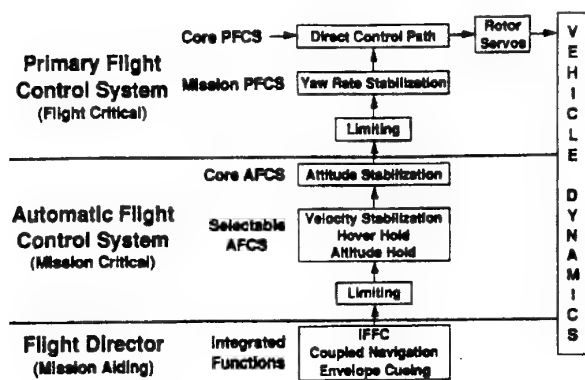 Core PFCS
Direct Control Path
Rotor
Servos
Primary Flight
Control System
(Flight Critical)
Mission PFCS
Yaw Rate Stabilization
Limiting
Core AFCS
Attitude Stabilization
Automatic Flight
Control System
(Mission Critical)
Selectable
AFCS
Velocity Stabilization
Hover Hold
Altitude Hold
Limiting
Flight Director
(Mission Aiding)
Integrated
Functions
IFFC
Coupled Navigation
Envelope Cueing
VEHICLE DYNAMICS